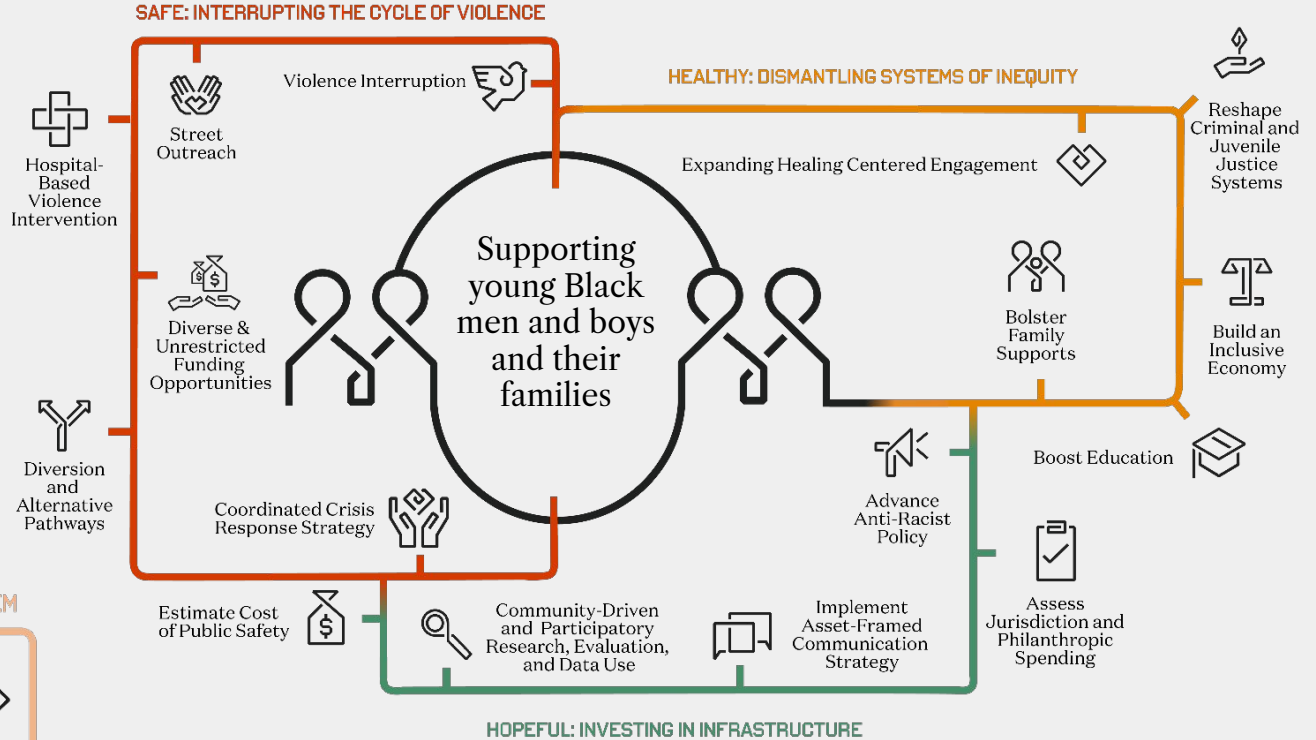 SAFE: INTERRUPTING THE CYCLE OF VIOLENCE
Violence Interruption
Street
Outreach
Hospital-
Based
Violence
Intervention
Diverse &
Unrestricted
Funding
Opportunities
Diversion
and
Alternative
Pathways
Coordinated Crisis
Response Strategy
Supporting
young Black
men and boys
and their
families
HEALTHY: DISMANTLING SYSTEMS OF INEQUITY
Reshape
Criminal and
Juvenile
Justice
Systems
Expanding Healing Centered Engagement
Bolster
Family
Supports
Build an
Inclusive
Economy
Boost Education
Advance
Anti-Racist
Policy
Assess
Jurisdiction and
Philanthropic
Spending
Estimate Cost
of Public Safety
$
Community-Driven
and Participatory
Research, Evaluation,
and Data Use
Implement
Asset-Framed
Communication
Strategy
HOPEFUL: INVESTING IN INFRASTRUCTURE